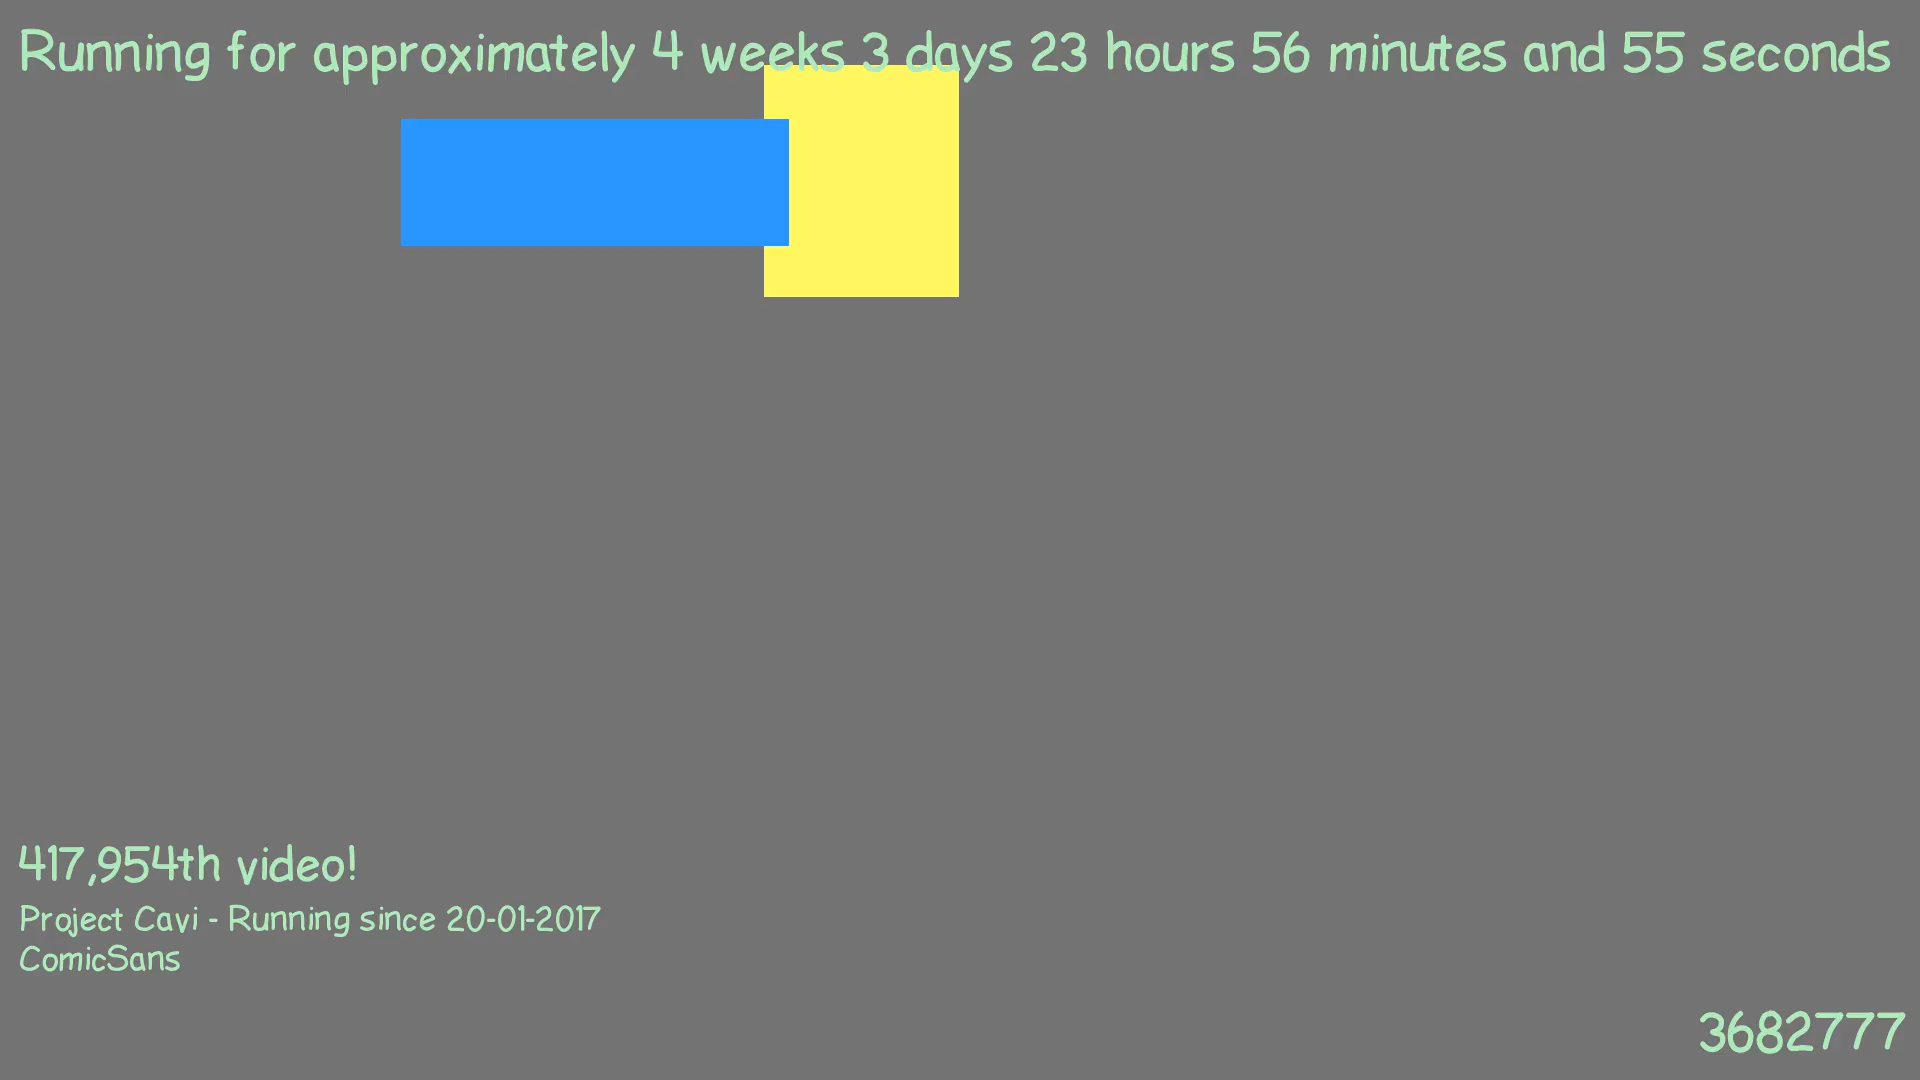 Running for approximately 4 weeks 3 days 23 hours 56 minutes and 55 seconds
417,954th video!
Project Cavi - Running since 20-01-2017
ComicSans
3682777